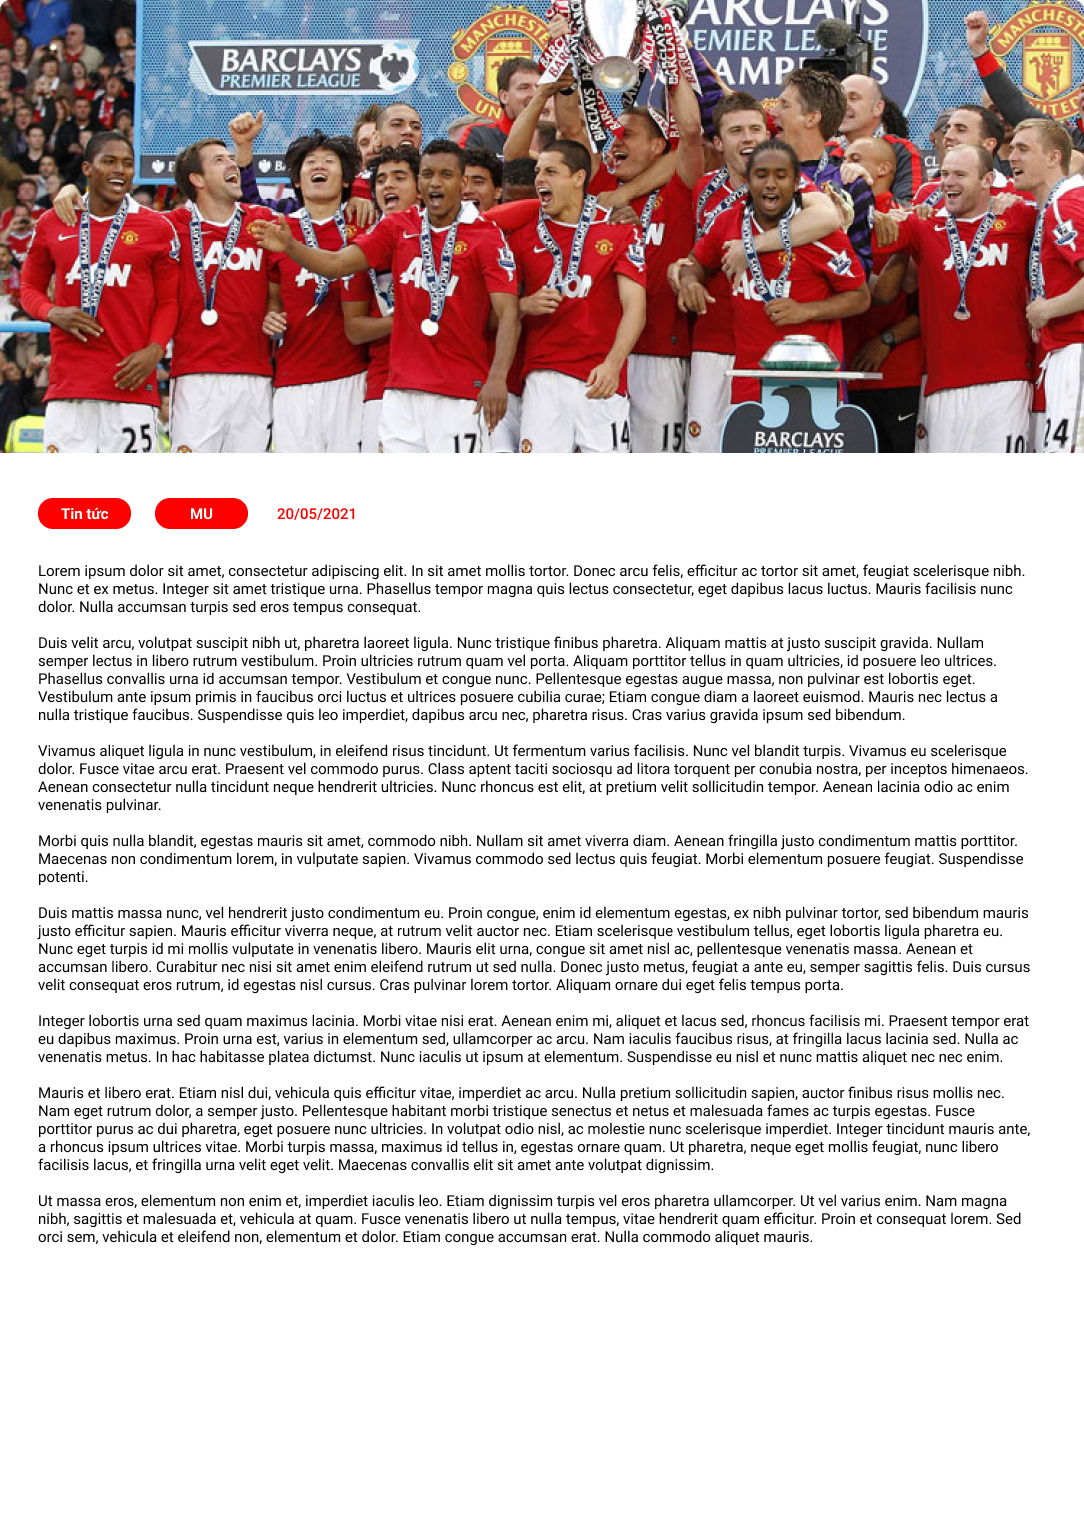 BARCLAYS
PREMIER LEAGUE
MANCHESTER
UN
BARCLAYS
EMIER LE
AMP
S
MANCHESTER
UITE
AON
AON
AON
AON
AON
AON
25
17
14
15
10
24
BARCLAYS
PREMIER LEAGUE
Tin tức
MU
20/05/2021
Lorem ipsum dolor sit amet, consectetur adipiscing elit. In sit amet mollis tortor. Donec arcu felis, efficitur ac tortor sit amet, feugiat scelerisque nibh.
Nunc et ex metus. Integer sit amet tristique urna. Phasellus tempor magna quis lectus consectetur, eget dapibus lacus luctus. Mauris facilisis nunc
dolor. Nulla accumsan turpis sed eros tempus consequat.
Duis velit arcu, volutpat suscipit nibh ut, pharetra laoreet ligula. Nunc tristique finibus pharetra. Aliquam mattis at justo suscipit gravida. Nullam
semper lectus in libero rutrum vestibulum. Proin ultricies rutrum quam vel porta. Aliquam porttitor tellus in quam ultricies, id posuere leo ultrices.
Phasellus convallis urna id accumsan tempor. Vestibulum et congue nunc. Pellentesque egestas augue massa, non pulvinar est lobortis eget.
Vestibulum ante ipsum primis in faucibus orci luctus et ultrices posuere cubilia curae; Etiam congue diam a laoreet euismod. Mauris nec lectus a
nulla tristique faucibus. Suspendisse quis leo imperdiet, dapibus arcu nec, pharetra risus. Cras varius gravida ipsum sed bibendum.
Vivamus aliquet ligula in nunc vestibulum, in eleifend risus tincidunt. Ut fermentum varius facilisis. Nunc vel blandit turpis. Vivamus eu scelerisque
dolor. Fusce vitae arcu erat. Praesent vel commodo purus. Class aptent taciti sociosqu ad litora torquent per conubia nostra, per inceptos himenaeos.
Aenean consectetur nulla tincidunt neque hendrerit ultricies. Nunc rhoncus est elit, at pretium velit sollicitudin tempor. Aenean lacinia odio ac enim
venenatis pulvinar.
Morbi quis nulla blandit, egestas mauris sit amet, commodo nibh. Nullam sit amet viverra diam. Aenean fringilla justo condimentum mattis porttitor.
Maecenas non condimentum lorem, in vulputate sapien. Vivamus commodo sed lectus quis feugiat. Morbi elementum posuere feugiat. Suspendisse
potenti.
Duis mattis massa nunc, vel hendrerit justo condimentum eu. Proin congue, enim id elementum egestas, ex nibh pulvinar tortor, sed bibendum mauris
justo efficitur sapien. Mauris efficitur viverra neque, at rutrum velit auctor nec. Etiam scelerisque vestibulum tellus, eget lobortis ligula pharetra eu.
Nunc eget turpis id mi mollis vulputate in venenatis libero. Mauris elit urna, congue sit amet nisl ac, pellentesque venenatis massa. Aenean et
accumsan libero. Curabitur nec nisi sit amet enim eleifend rutrum ut sed nulla. Donec justo metus, feugiat a ante eu, semper sagittis felis. Duis cursus
velit consequat eros rutrum, id egestas nisl cursus. Cras pulvinar lorem tortor. Aliquam ornare dui eget felis tempus porta.
Integer lobortis urna sed quam maximus lacinia. Morbi vitae nisi erat. Aenean enim mi, aliquet et lacus sed, rhoncus facilisis mi. Praesent tempor erat
eu dapibus maximus. Proin urna est, varius in elementum sed, ullamcorper ac arcu. Nam iaculis faucibus risus, at fringilla lacus lacinia sed. Nulla ac
venenatis metus. In hac habitasse platea dictumst. Nunc iaculis ut ipsum at elementum. Suspendisse eu nisl et nunc mattis aliquet nec nec enim.
Mauris et libero erat. Etiam nisl dui, vehicula quis efficitur vitae, imperdiet ac arcu. Nulla pretium sollicitudin sapien, auctor finibus risus mollis nec.
Nam eget rutrum dolor, a semper justo. Pellentesque habitant morbi tristique senectus et netus et malesuada fames ac turpis egestas. Fusce
porttitor purus ac dui pharetra, eget posuere nunc ultricies. In volutpat odio nisl, ac molestie nunc scelerisque imperdiet. Integer tincidunt mauris ante,
a rhoncus ipsum ultrices vitae. Morbi turpis massa, maximus id tellus in, egestas ornare quam. Ut pharetra, neque eget mollis feugiat, nunc libero
facilisis lacus, et fringilla urna velit eget velit. Maecenas convallis elit sit amet ante volutpat dignissim.
Ut massa eros, elementum non enim et, imperdiet iaculis leo. Etiam dignissim turpis vel eros pharetra ullamcorper. Ut vel varius enim. Nam magna
nibh, sagittis et malesuada et, vehicula at quam. Fusce venenatis libero ut nulla tempus, vitae hendrerit quam efficitur. Proin et consequat lorem. Sed
orci sem, vehicula et eleifend non, elementum et dolor. Etiam congue accumsan erat. Nulla commodo aliquet mauris.